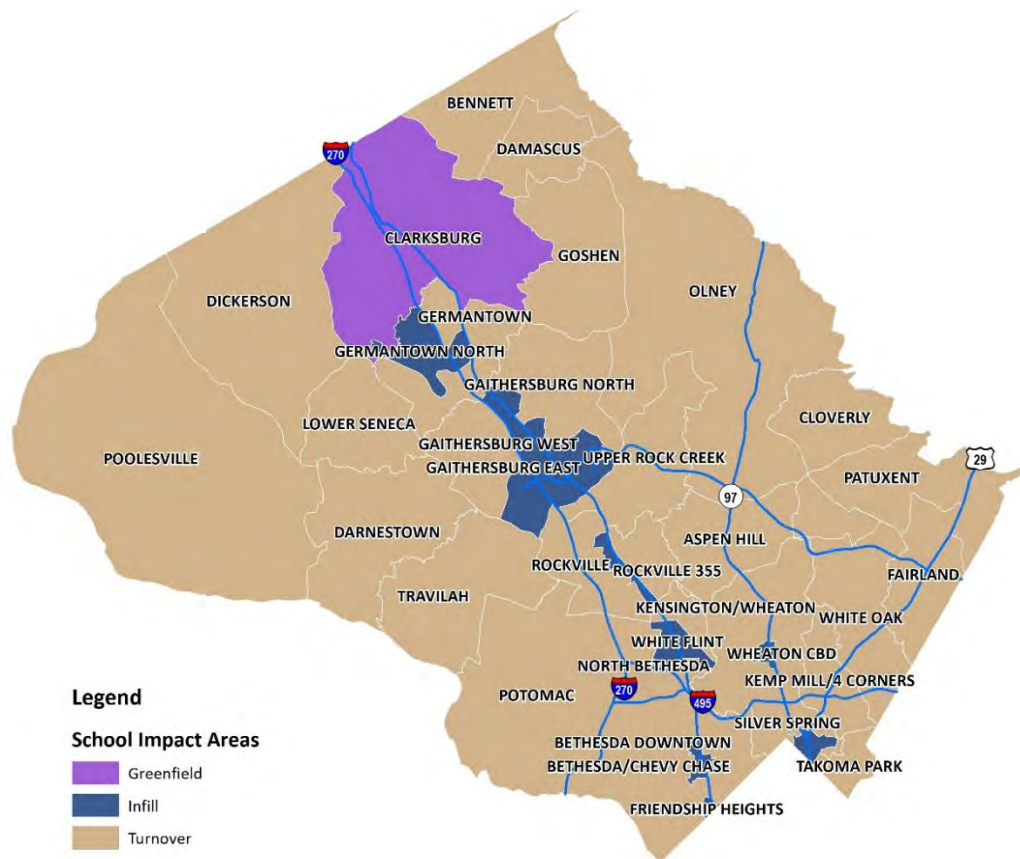 BENNETT
DAMASCUS
270
CLARKSBURG
GOSHEN
OLNEY
DICKERSON
GERMANTOWN
GERMANTOWN NORTH
GAITHERSBURG NORTH
CLOVERLY
LOWER SENECA
GAITHERSBURG WEST
UPPER ROCK CREEK
POOLESVILLE
GAITHERSBURG EAST
29
PATUXENT
97
DARNESTOWN
ASPEN HILL
ROCKVILLE
ROCKVILLE 355
FAIRLAND
TRAVILAH
KENSINGTON/WHEATON
WHITE OAK
WHITE FLINT
WHEATON CBD
NORTH BETHESDA
KEMP MILL/4 CORNERS
POTOMAC
270
495
SILVER SPRING
BETHESDA DOWNTOWN
BETHESDA/CHEVY CHASE
TAKOMA PARK
FRIENDSHIP HEIGHTS
Legend
School Impact Areas
Greenfield
Infill
Turnover